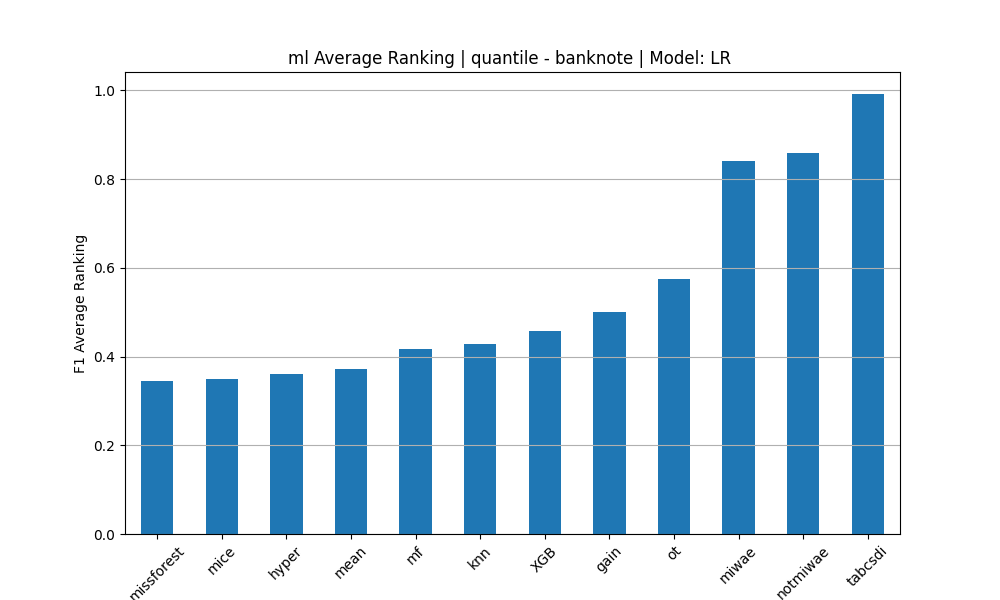 ml Average Ranking | quantile - banknote | Model: LR
F1 Average Ranking
1.0
0.8
0.6
0.4
0.2
0.0
missforest
mice
hyper
mean
mf
knn
XGB
gain
ot
miwae
notmiwae
tabcsdi